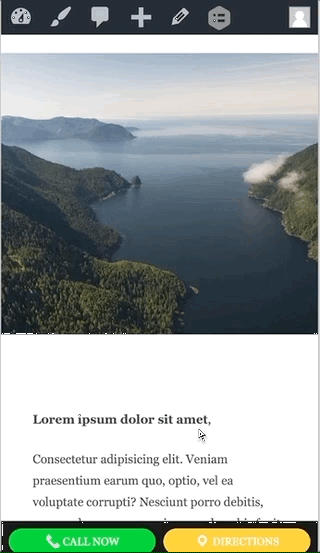 Lorem ipsum dolor sit amet,
Consectetur adipisicing elit. Veniam
praesentium earum quo, optio, vel ea
voluptate corrupti? Nesciunt porro debitis,
CALL NOW
DIRECTIONS